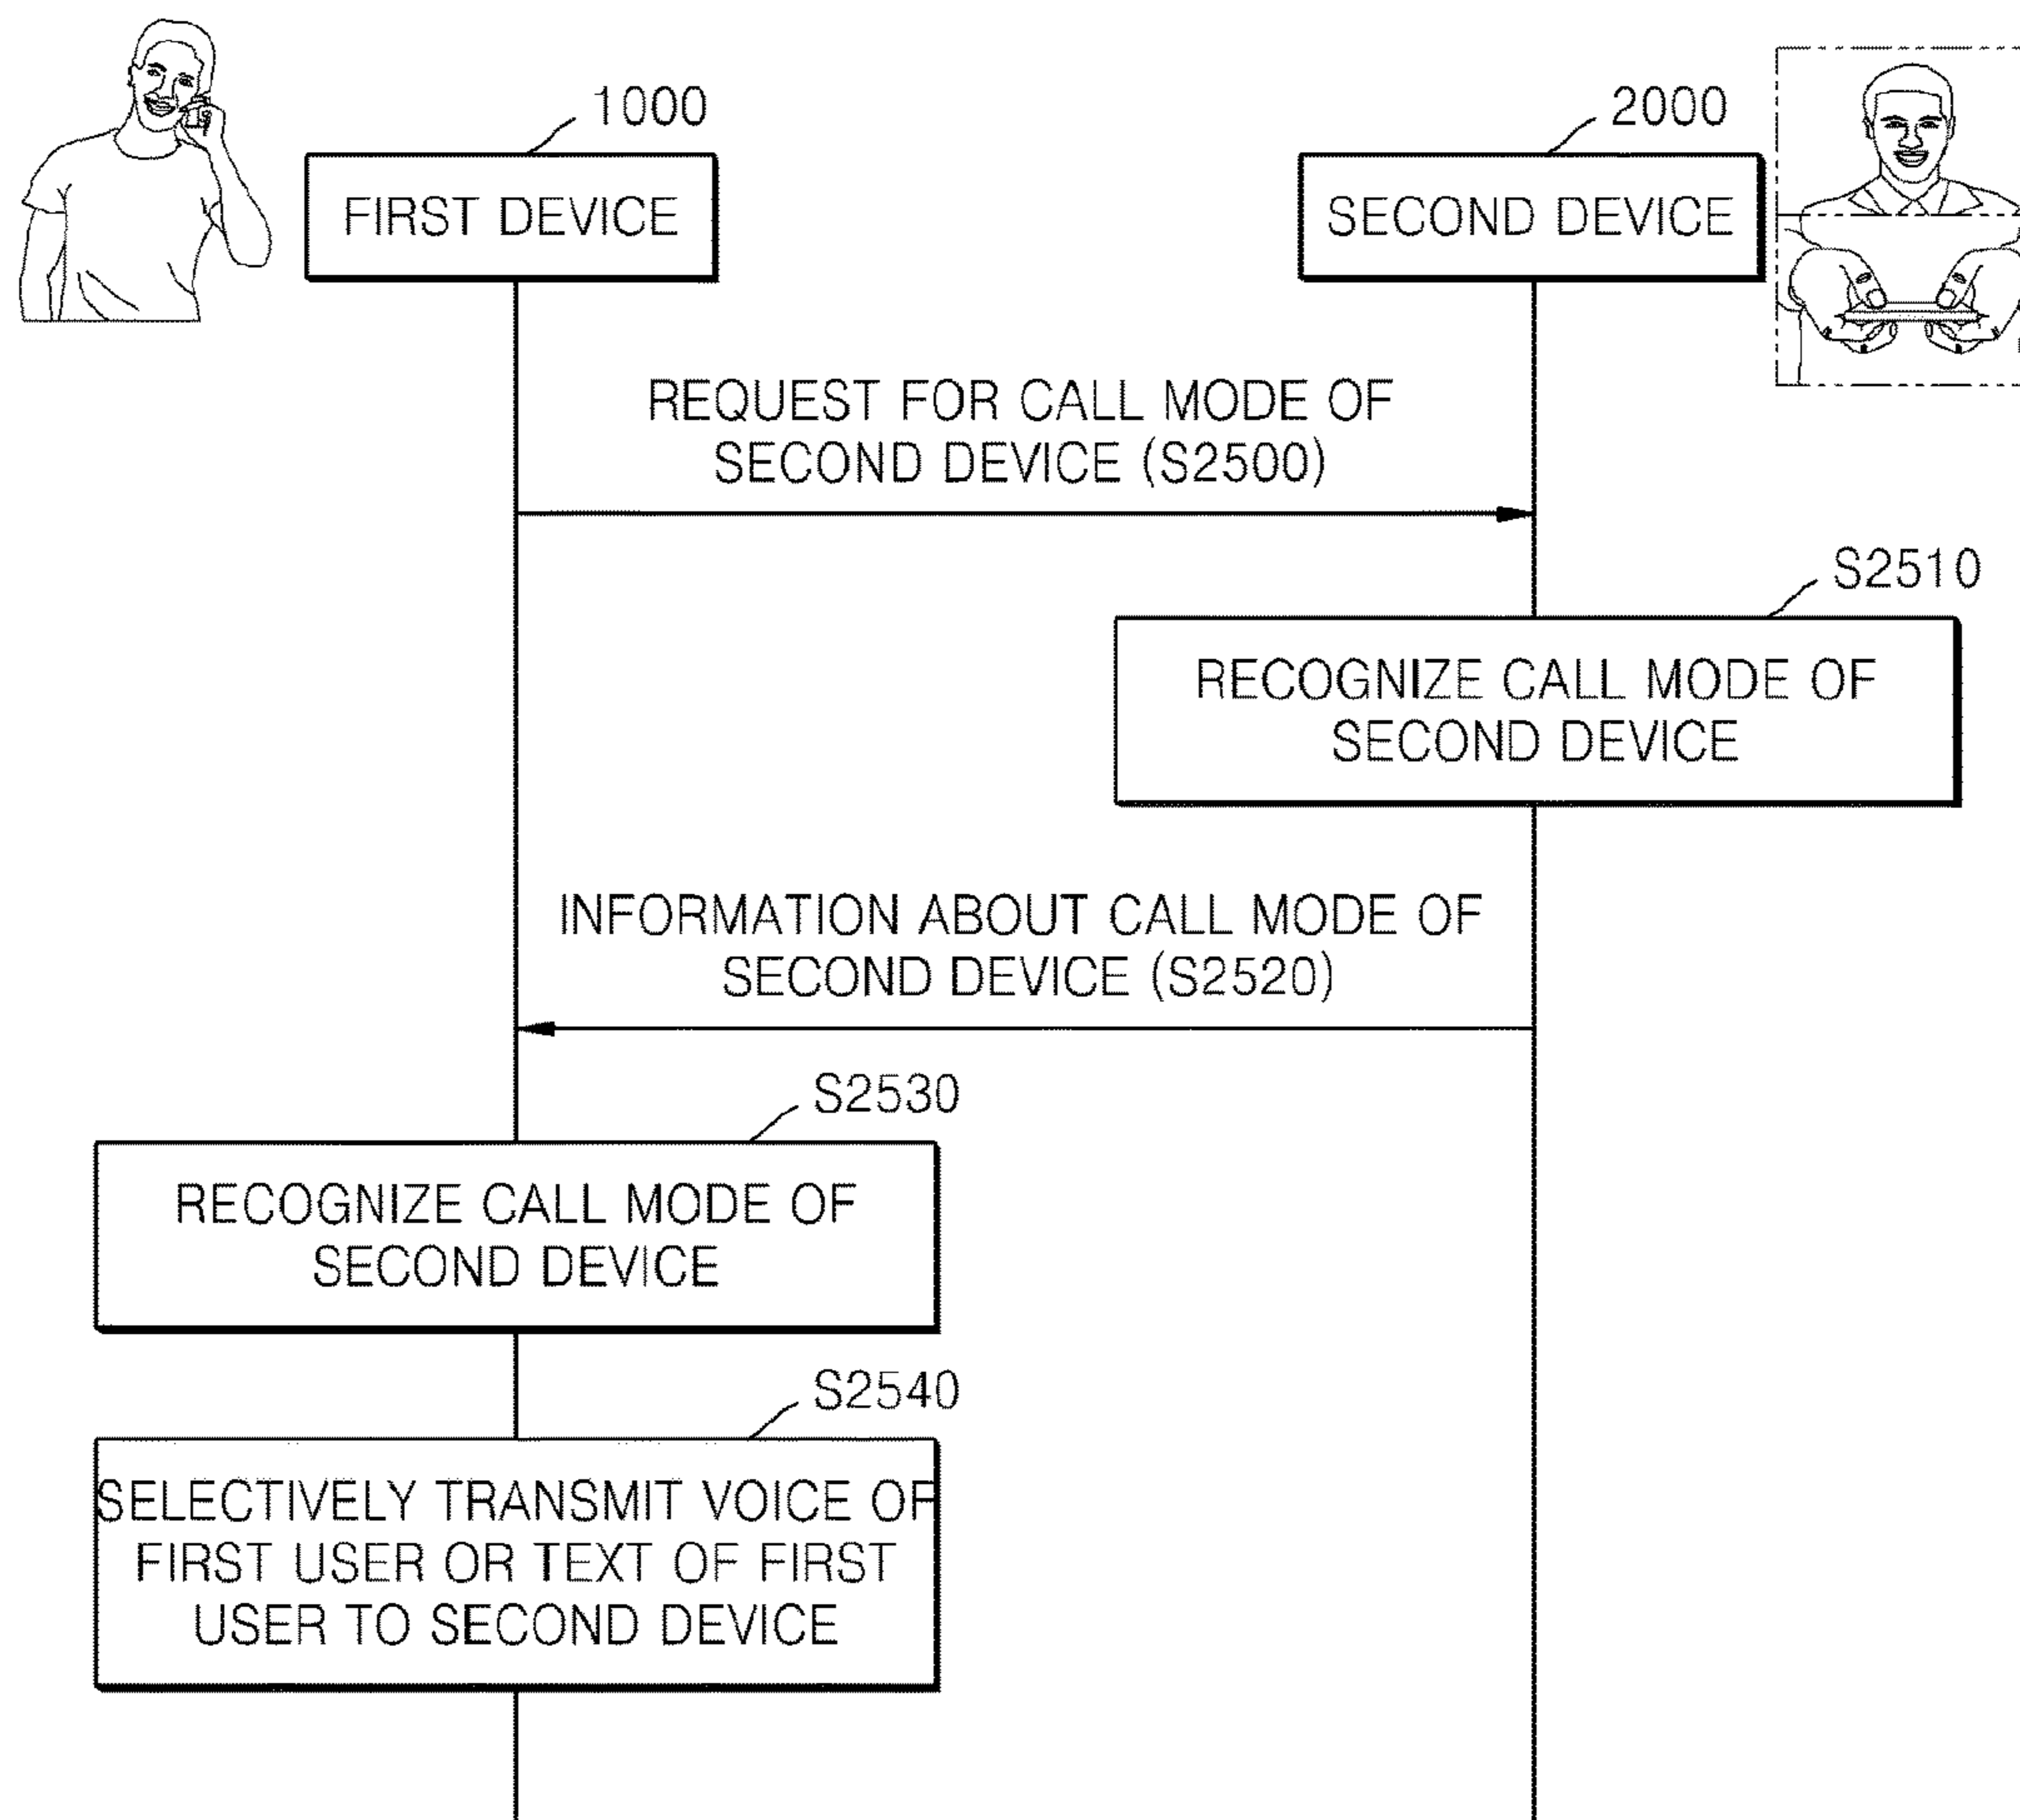 1000
2000
FIRST DEVICE
SECOND DEVICE
REQUEST FOR CALL MODE OF
SECOND DEVICE (S2500)
S2510
RECOGNIZE CALL MODE OF
SECOND DEVICE
INFORMATION ABOUT CALL MODE OF
SECOND DEVICE (S2520)
S2530
RECOGNIZE CALL MODE OF
SECOND DEVICE
S2540
SELECTIVELY TRANSMIT VOICE OF
FIRST USER OR TEXT OF FIRST
USER TO SECOND DEVICE